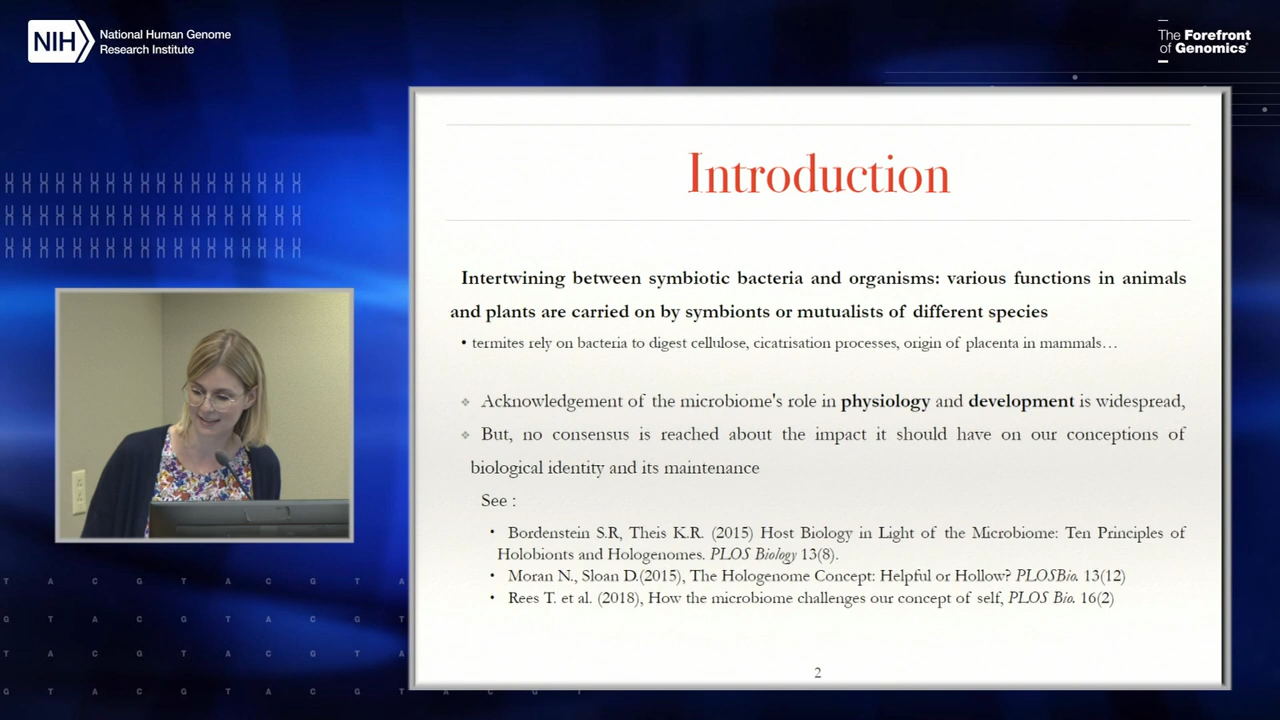 NIH
National Human Genome
Research Institute
The Forefront
of Genomics®
Introduction
Intertwining between symbiotic bacteria and organisms: various functions in animals
and plants are carried on by symbionts or mutualists of different species
• termites rely on bacteria to digest cellulose, cicatrisation processes, origin of placenta in mammals…
❖ Acknowledgement of the microbiome's role in physiology and development is widespread,
❖ But, no consensus is reached about the impact it should have on our conceptions of
biological identity and its maintenance
See :
• Bordenstein S.R, Theis K.R. (2015) Host Biology in Light of the Microbiome: Ten Principles of
Holobionts and Hologenomes. PLOS Biology 13(8).
• Moran N., Sloan D.(2015), The Hologenome Concept: Helpful or Hollow? PLOSBio. 13(12)
• Rees T. et al. (2018), How the microbiome challenges our concept of self, PLOS Bio. 16(2)
2
T A C G T A C G T A
G T A C G T A C G
T A C G T A C G T A
G T A C G T A C G T A C G T